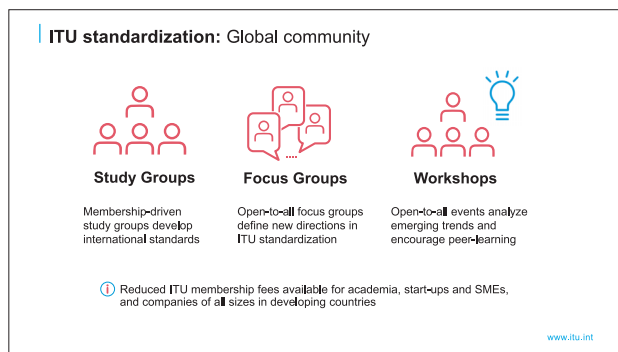 ITU standardization: Global community
Study Groups
Membership-driven
study groups develop
international standards
Focus Groups
Open-to-all focus groups
define new directions in
ITU standardization
Workshops
Open-to-all events analyze
emerging trends and
encourage peer-learning
i Reduced ITU membership fees available for academia, start-ups and SMEs,
and companies of all sizes in developing countries
www.itu.int